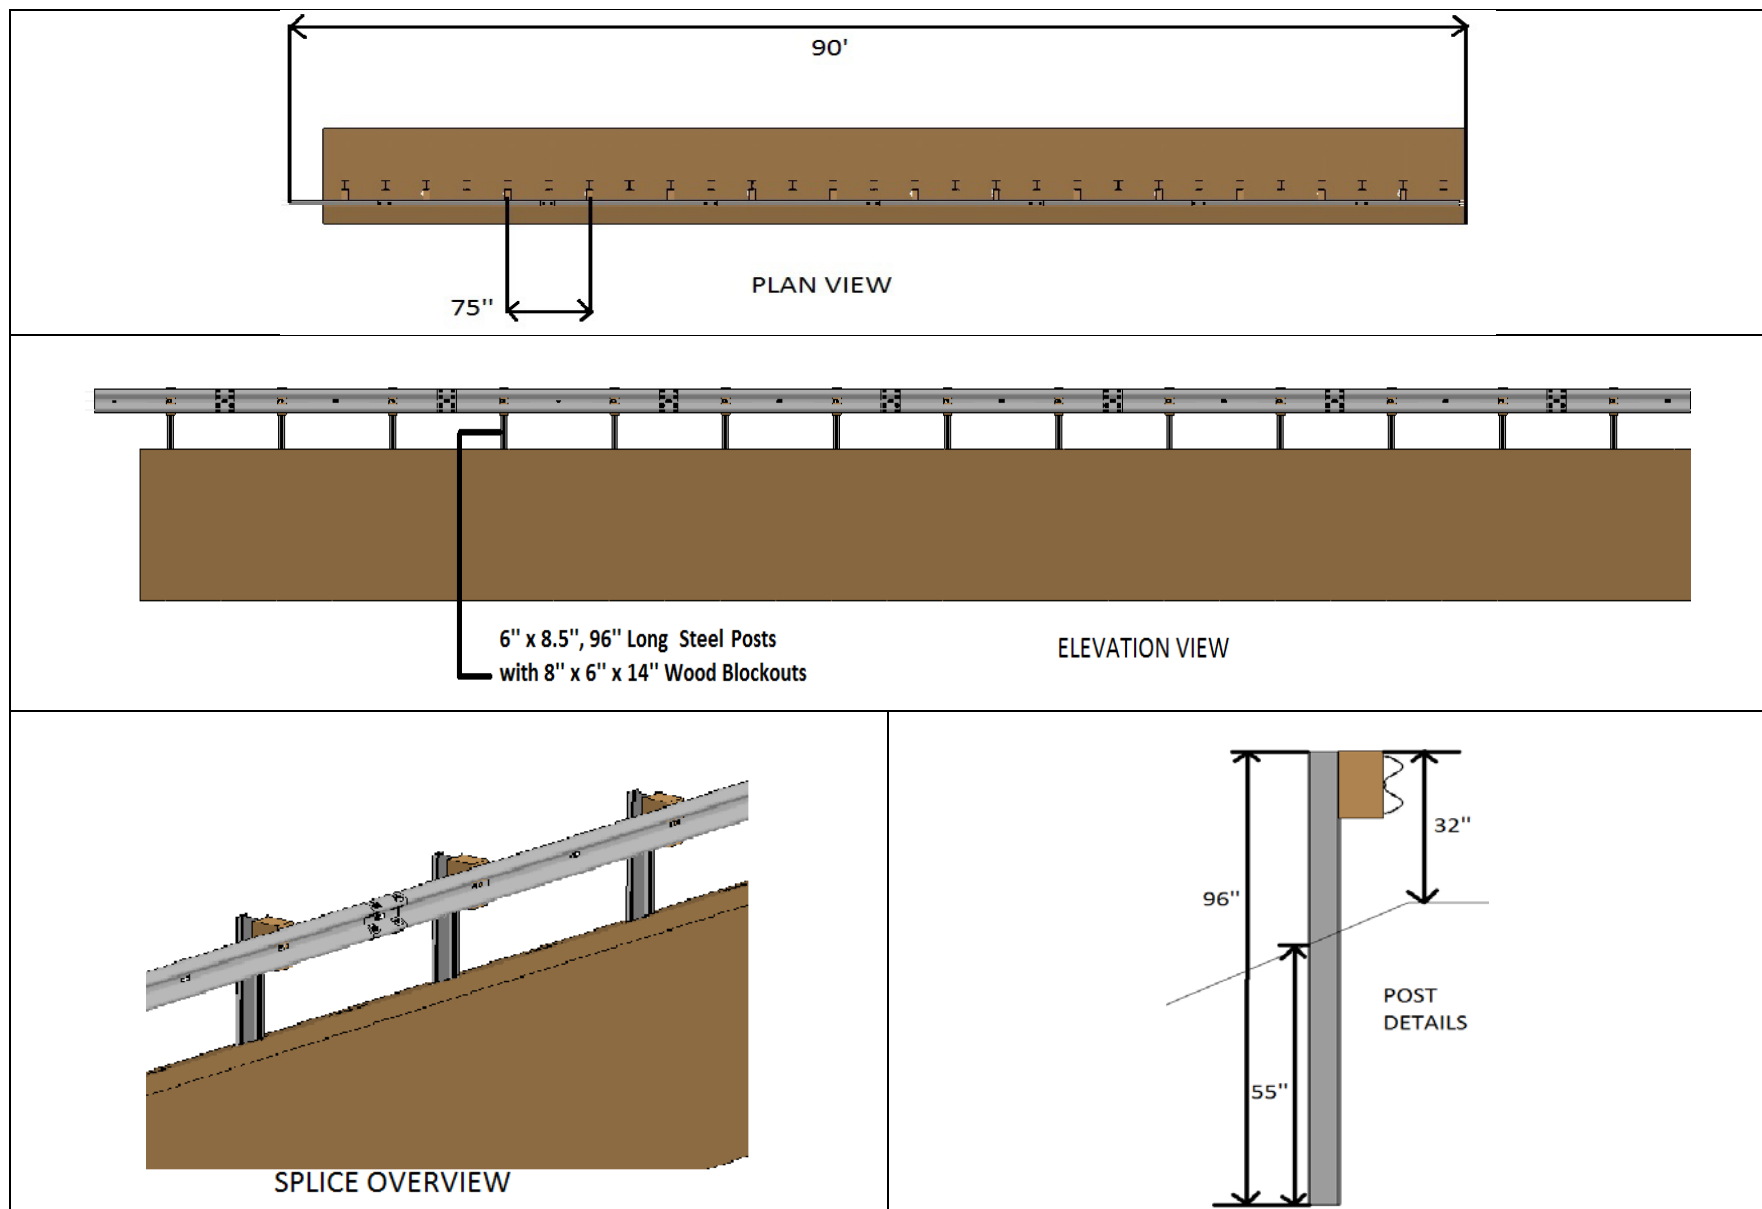 90'
75''
PLAN VIEW
6'' x 8.5'', 96'' Long Steel Posts
with 8'' x 6'' x 14'' Wood Blockouts
ELEVATION VIEW
SPLICE OVERVIEW
32''
96''
POST
DETAILS
55''